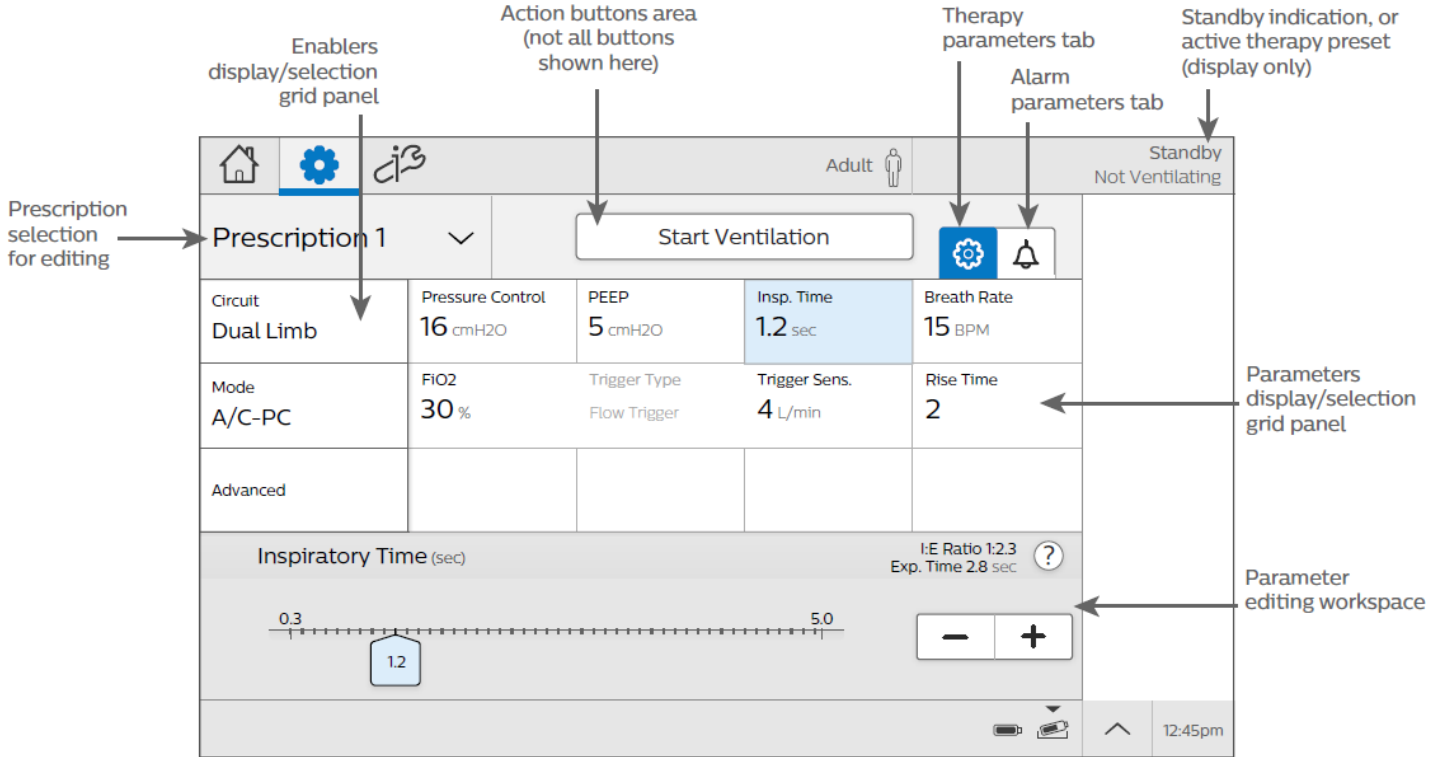 Action buttons area
(not all buttons
shown here)
Therapy
parameters tab
Standby indication, or
active therapy preset
(display only)
Enablers
display/selection
grid panel
Alarm
parameters tab
Adult
Standby
Not Ventilating
Prescription
selection
for editing
Prescription 1
Start Ventilation
Circuit
Dual Limb
Pressure Control
16 cmH2O
PEEP
5 cmH2O
Insp. Time
1.2 sec
Breath Rate
15 BPM
Mode
A/C-PC
FiO2
30 %
Trigger Type
Flow Trigger
Trigger Sens.
4 L/min
Rise Time
2
Parameters
display/selection
grid panel
Advanced
Inspiratory Time (sec)
I:E Ratio 1:2.3
Exp. Time 2.8 sec
?
Parameter
editing workspace
0.3
5.0
1.2
12:45pm